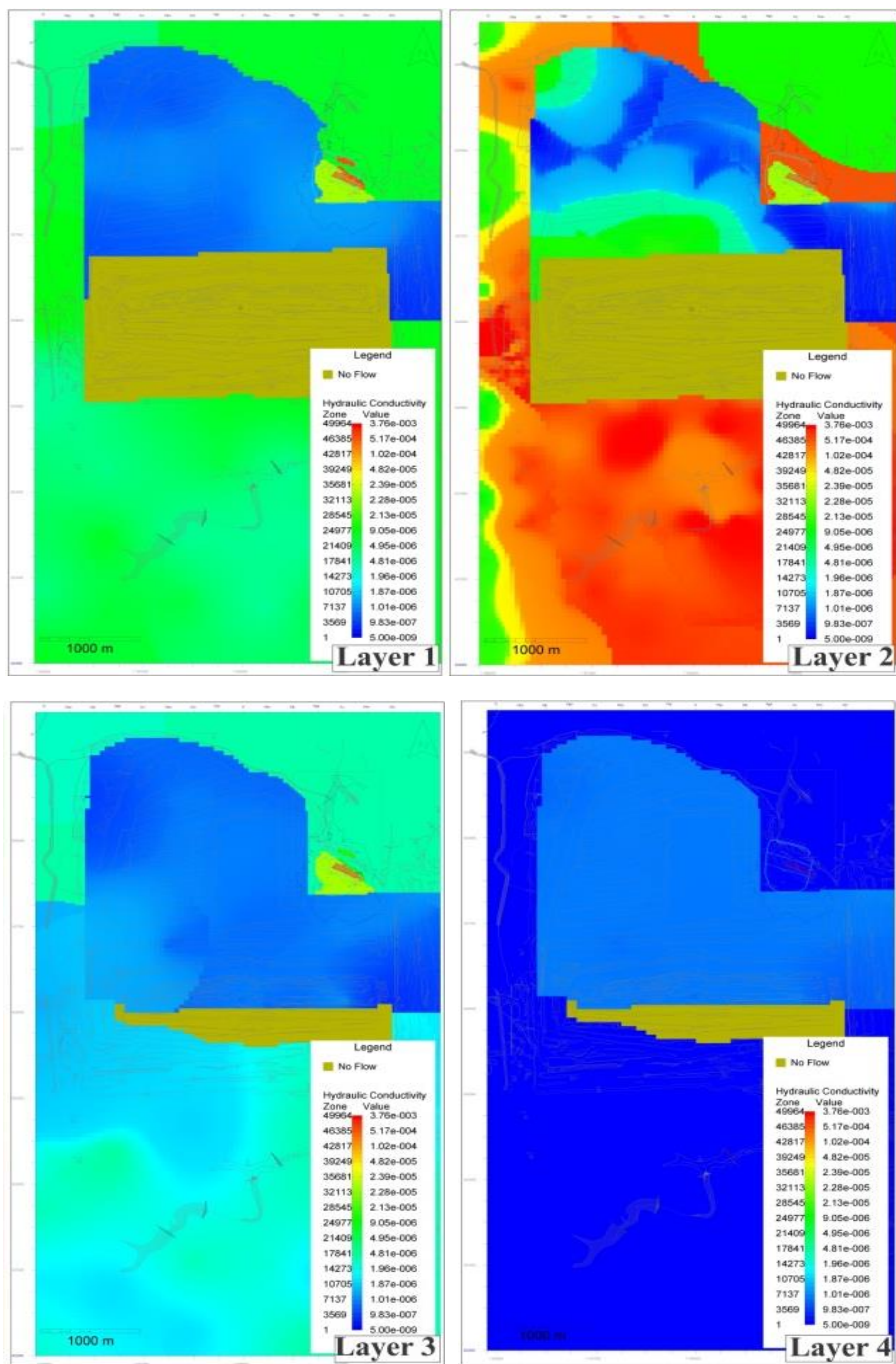 Legend
No Flow
Hydraulic Conductivity
Zone Value
49964 3.76e-003
46385 5.17e-004
42817 1.02e-004
39249 4.82e-005
35681 2.39e-005
32113 2.28e-005
28545 2.13e-005
24977 9.05e-006
21409 4.95e-006
17841 4.81e-006
14273 1.96e-006
10705 1.87e-006
7137 1.01e-006
3569 9.83e-007
1 5.00e-009
1000 m
Layer 1
Legend
No Flow
Hydraulic Conductivity
Zone Value
49964 3.76e-003
46385 5.17e-004
42817 1.02e-004
39249 4.82e-005
35681 2.39e-005
32113 2.28e-005
28545 2.13e-005
24977 9.05e-006
21409 4.95e-006
17841 4.81e-006
14273 1.96e-006
10705 1.87e-006
7137 1.01e-006
3569 9.83e-007
1 5.00e-009
1000 m
Layer 2
Legend
No Flow
Hydraulic Conductivity
Zone Value
49964 3.76e-003
46385 5.17e-004
42817 1.02e-004
39249 4.82e-005
35681 2.39e-005
32113 2.28e-005
28545 2.13e-005
24977 9.05e-006
21409 4.95e-006
17841 4.81e-006
14273 1.96e-006
10705 1.87e-006
7137 1.01e-006
3569 9.83e-007
1 5.00e-009
1000 m
Layer 3
Legend
No Flow
Hydraulic Conductivity
Zone Value
49964 3.76e-003
46385 5.17e-004
42817 1.02e-004
39249 4.82e-005
35681 2.39e-005
32113 2.28e-005
28545 2.13e-005
24977 9.05e-006
21409 4.95e-006
17841 4.81e-006
14273 1.96e-006
10705 1.87e-006
7137 1.01e-006
3569 9.83e-007
1 5.00e-009
1000 m
Layer 4